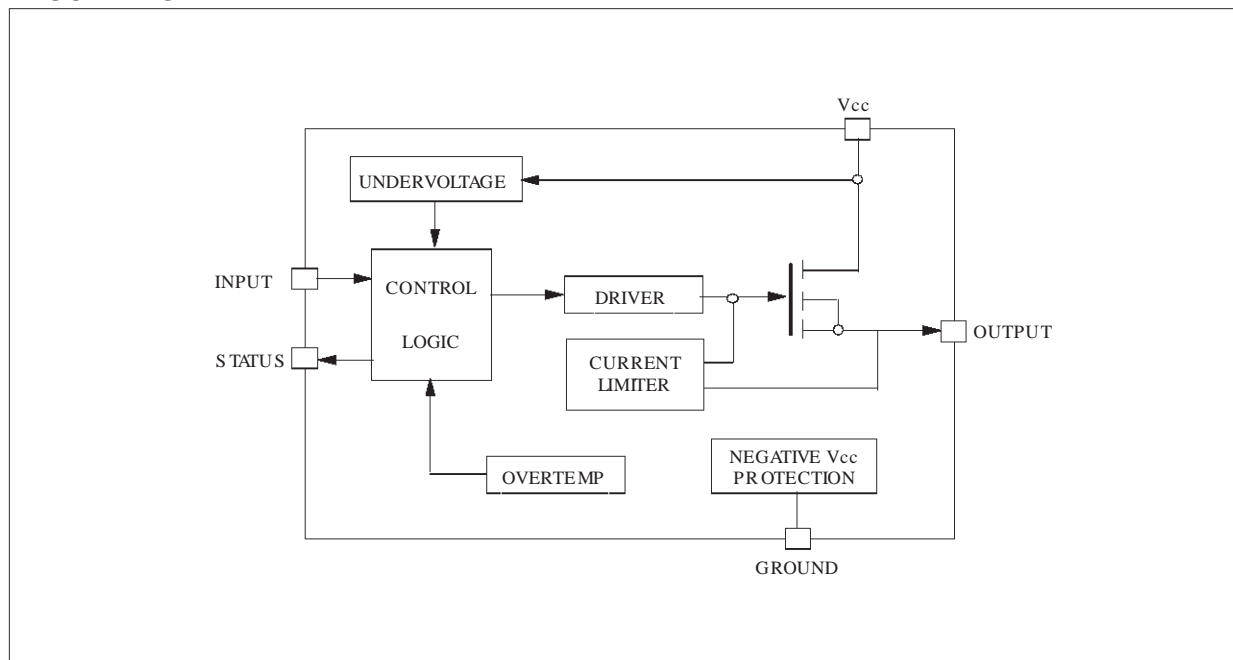 Vcc
UNDERVOLTAGE
INPUT
CONTROL
LOGIC
DRIVER
STATUS
CURRENT
LIMITER
OUTPUT
OVERTEMP
NEGATIVE Vcc
PROTECTION
GROUND